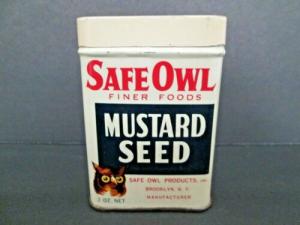 SAFE OWL
FINER FOODS
MUSTARD
SEED
SAFE OWL PRODUCTS, INC.
BROOKLYN, N. Y.
MANUFACTURER
2 OZ. NET